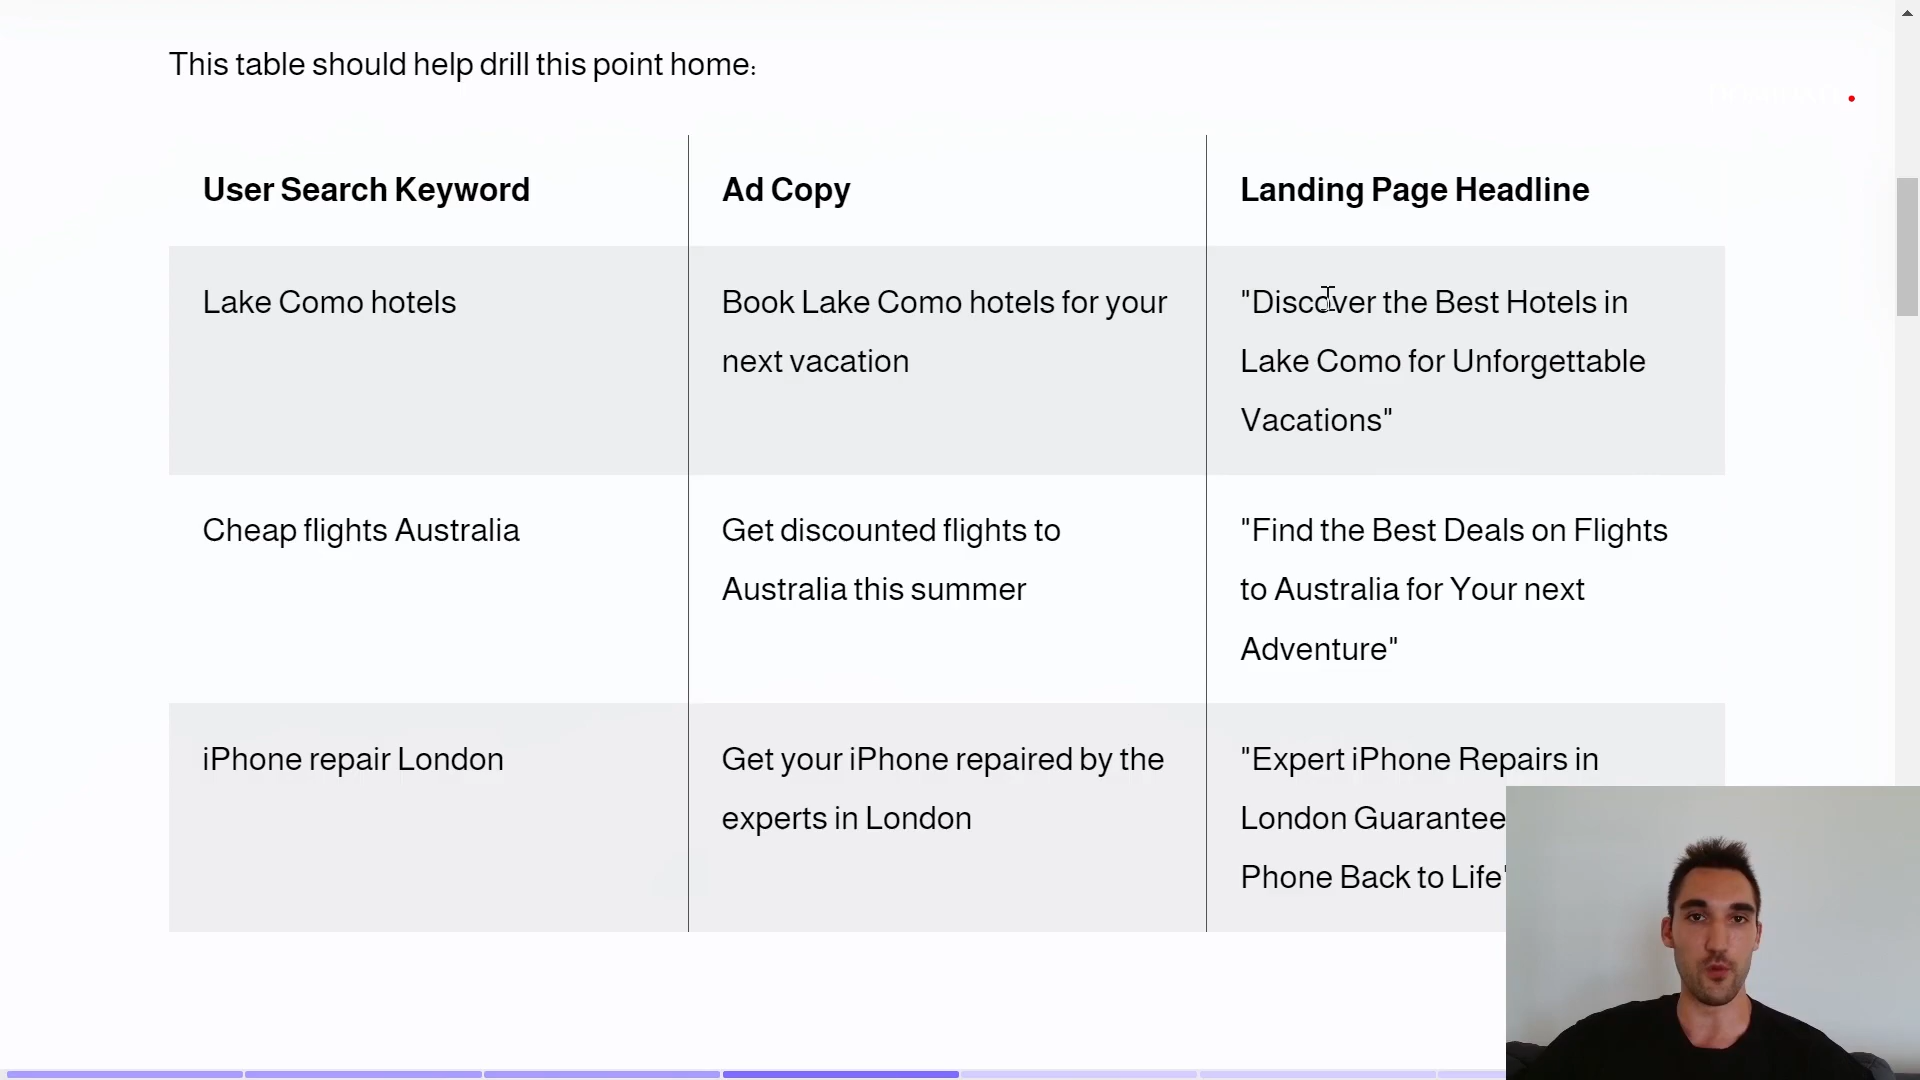 This table should help drill this point home:
User Search Keyword
Ad Copy
Landing Page Headline
Lake Como hotels
Book Lake Como hotels for your
next vacation
"Discover the Best Hotels in
Lake Como for Unforgettable
Vacations"
Cheap flights Australia
Get discounted flights to
Australia this summer
"Find the Best Deals on Flights
to Australia for Your next
Adventure"
iPhone repair London
Get your iPhone repaired by the
experts in London
"Expert iPhone Repairs in
London Guarantee
Phone Back to Life"